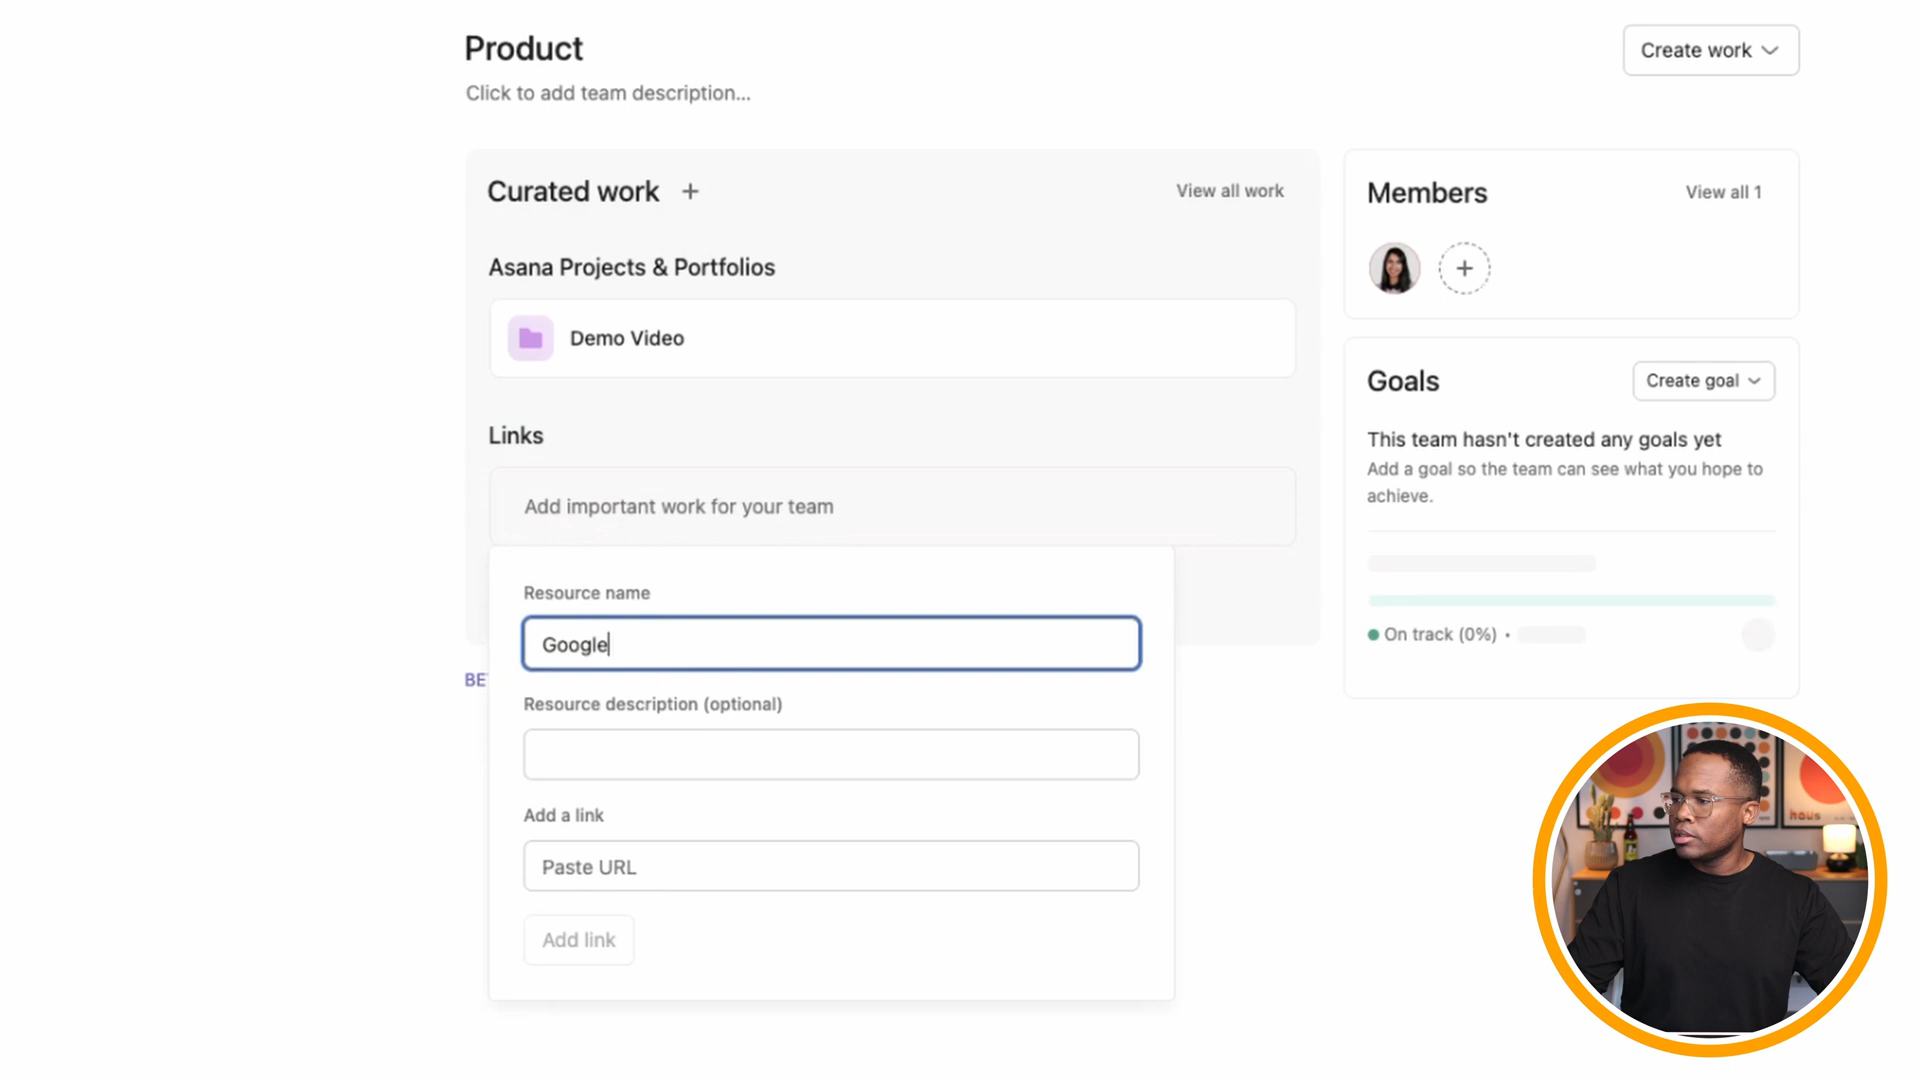 Product
Create work
Click to add team description...
Curated work
View all work
Members
View all 1
Asana Projects & Portfolios
Demo Video
Goals
Create goal
This team hasn't created any goals yet
Add a goal so the team can see what you hope to
achieve.
Links
Add important work for your team
Resource name
Google
On track (0%) •
BE
Resource description (optional)
Add a link
Paste URL
Add link
haus